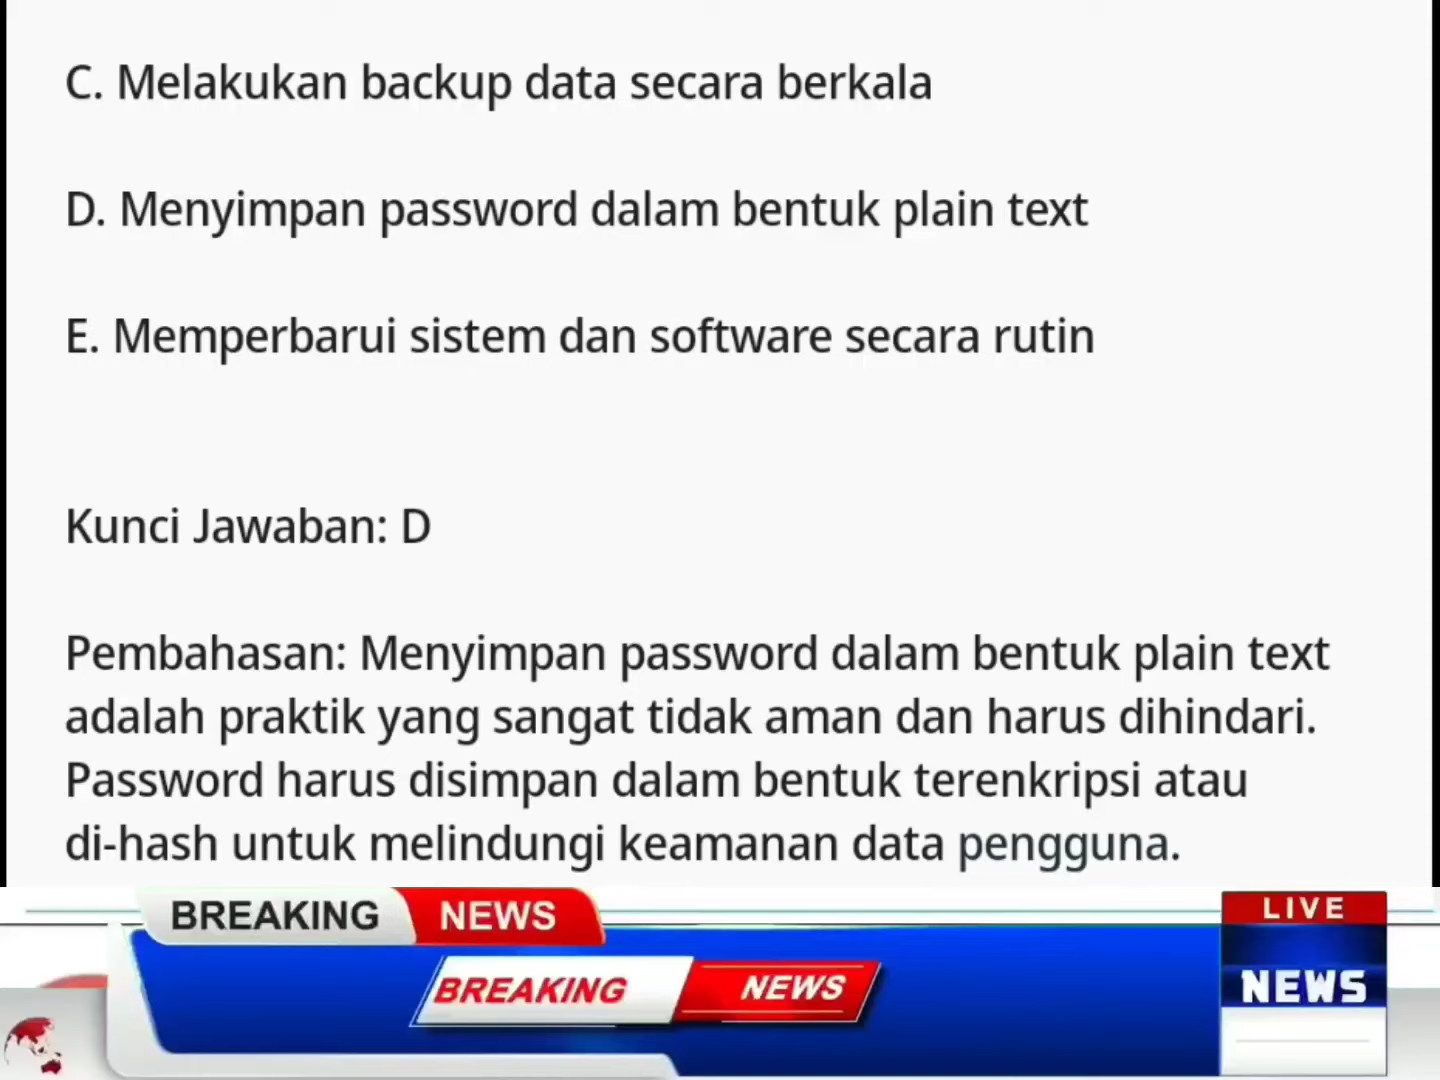 C. Melakukan backup data secara berkala
D. Menyimpan password dalam bentuk plain text
E. Memperbarui sistem dan software secara rutin
Kunci Jawaban: D
Pembahasan: Menyimpan password dalam bentuk plain text
adalah praktik yang sangat tidak aman dan harus dihindari.
Password harus disimpan dalam bentuk terenkripsi atau
di-hash untuk melindungi keamanan data pengguna.
BREAKING NEWS
LIVE
BREAKING NEWS
NEWS